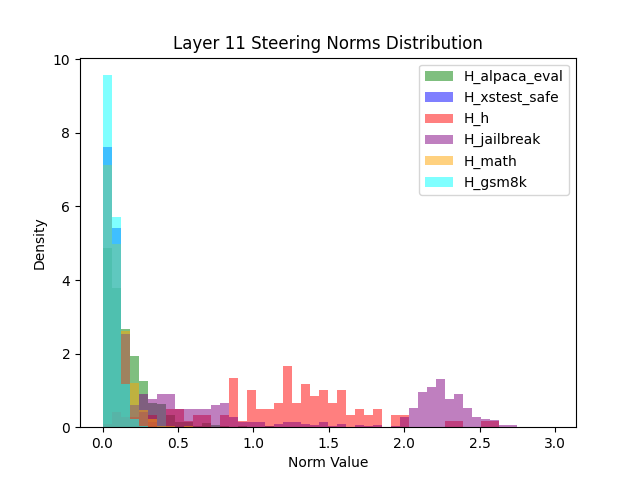 Layer 11 Steering Norms Distribution
10
8
6
4
2
0
Density
H_alpaca_eval
H_xstest_safe
H_h
H_jailbreak
H_math
H_gsm8k
0.0 0.5 1.0 1.5 2.0 2.5 3.0
Norm Value